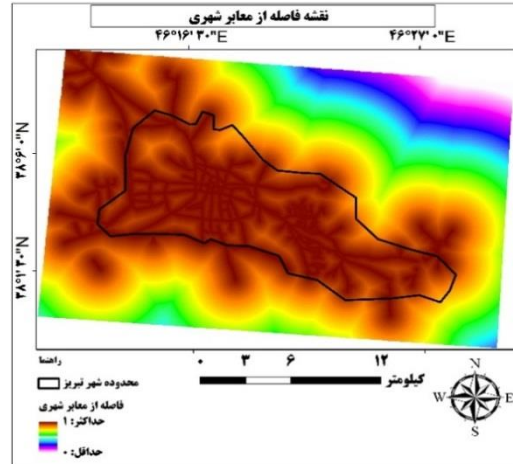 نقشه فاصله از معابر شهری
۴۶°۱۶'۳۰"E ۴۶°۲۷'۰"E
۳۸°۶'۰"N
۳۸°۱'۳۰"N
راهنما
محدوده شهر تبریز
فاصله از معابر شهری
حداکثر: ۱
حداقل: ۰
۰ ۳ ۶ ۱۲
کیلومتر
N
W E
S